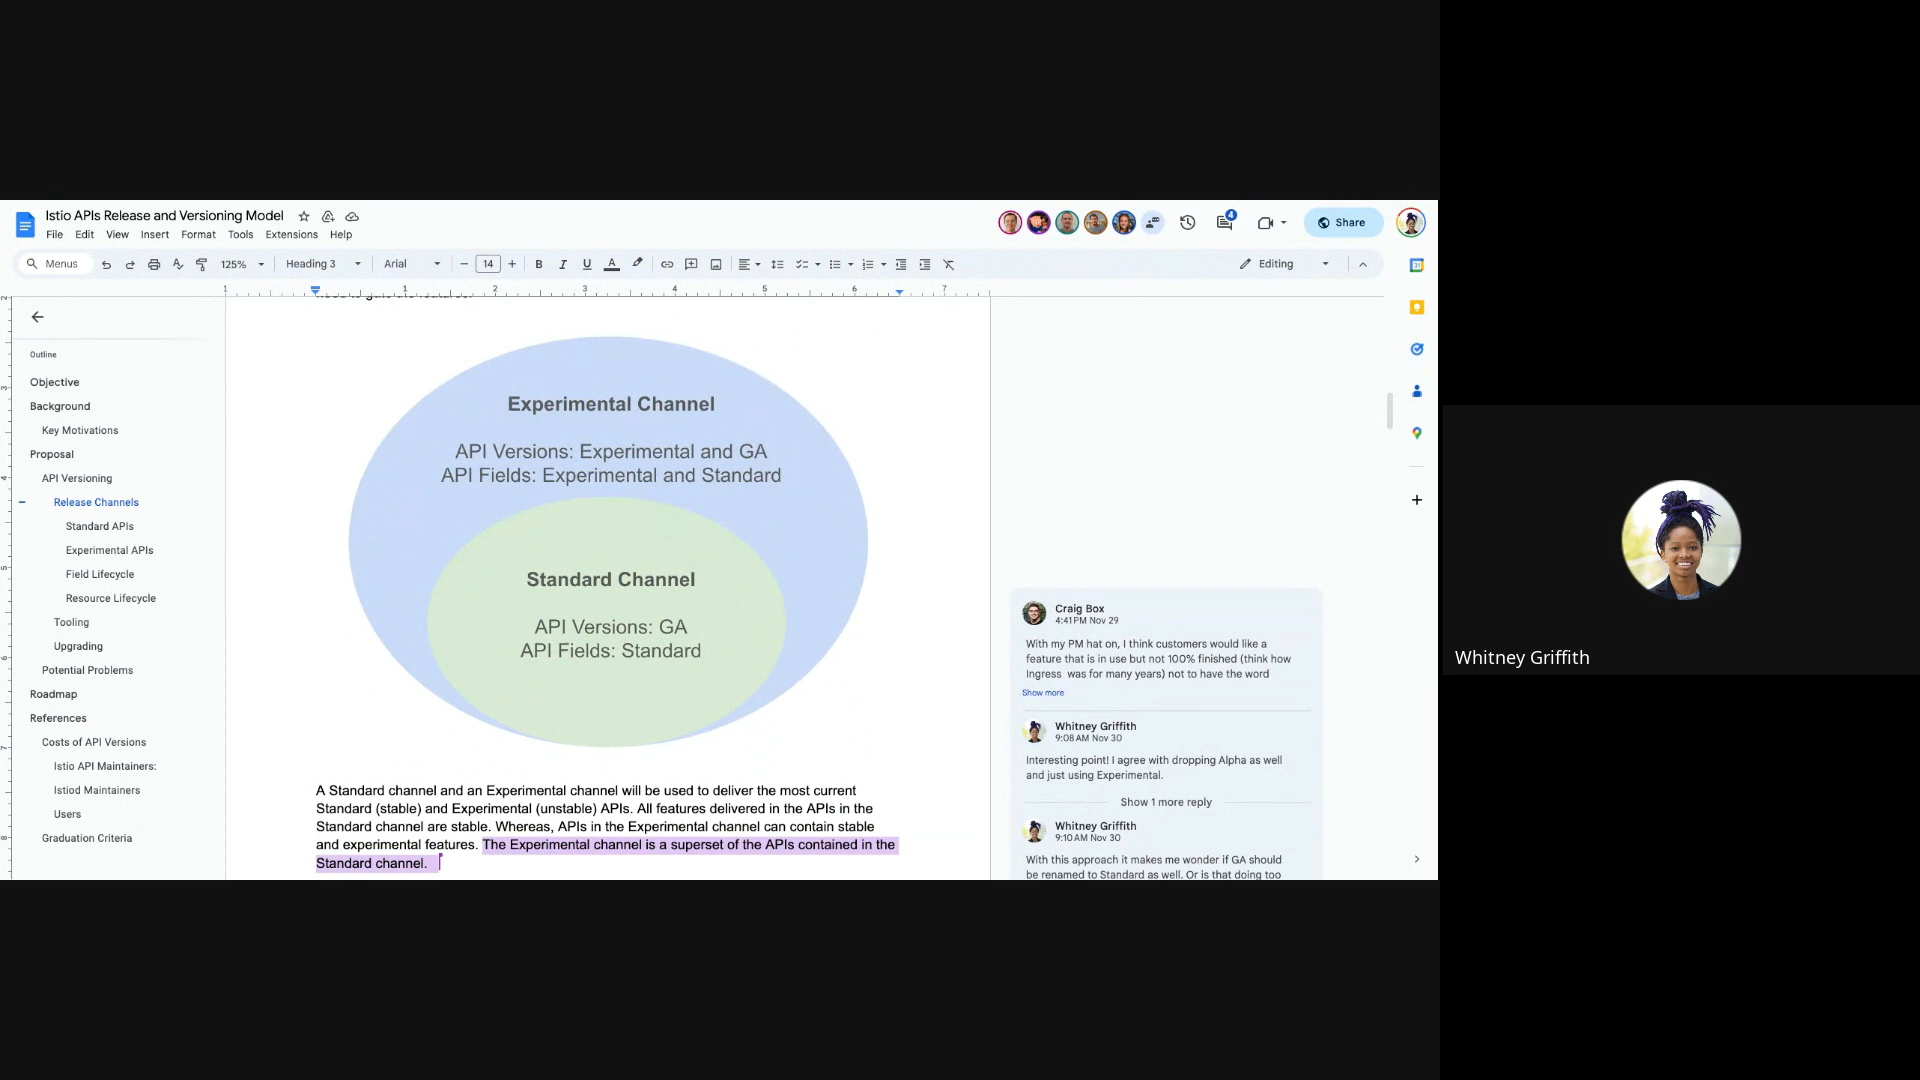 Istio APIs Release and Versioning Model
File Edit View Insert Format Tools Extensions Help
4
Share
Menus
125%
Heading 3
Arial
14
Editing
1 1 2 3 4 5 6 7
Outline
Objective
Background
Key Motivations
Proposal
API Versioning
Release Channels
Standard APIs
Experimental APIs
Field Lifecycle
Resource Lifecycle
Tooling
Upgrading
Potential Problems
Roadmap
References
Costs of API Versions
Istio API Maintainers:
Istiod Maintainers
Users
Graduation Criteria
Experimental Channel
API Versions: Experimental and GA
API Fields: Experimental and Standard
Standard Channel
API Versions: GA
API Fields: Standard
A Standard channel and an Experimental channel will be used to deliver the most current
Standard (stable) and Experimental (unstable) APIs. All features delivered in the APIs in the
Standard channel are stable. Whereas, APIs in the Experimental channel can contain stable
and experimental features. The Experimental channel is a superset of the APIs contained in the
Standard channel.
Craig Box
4:41 PM Nov 29
With my PM hat on, I think customers would like a
feature that is in use but not 100% finished (think how
Ingress was for many years) not to have the word
Show more
Whitney Griffith
9:08 AM Nov 30
Interesting point! I agree with dropping Alpha as well
and just using Experimental.
Show 1 more reply
Whitney Griffith
9:10 AM Nov 30
With this approach it makes me wonder if GA should
be renamed to Standard as well. Or is that doing too
Whitney Griffith